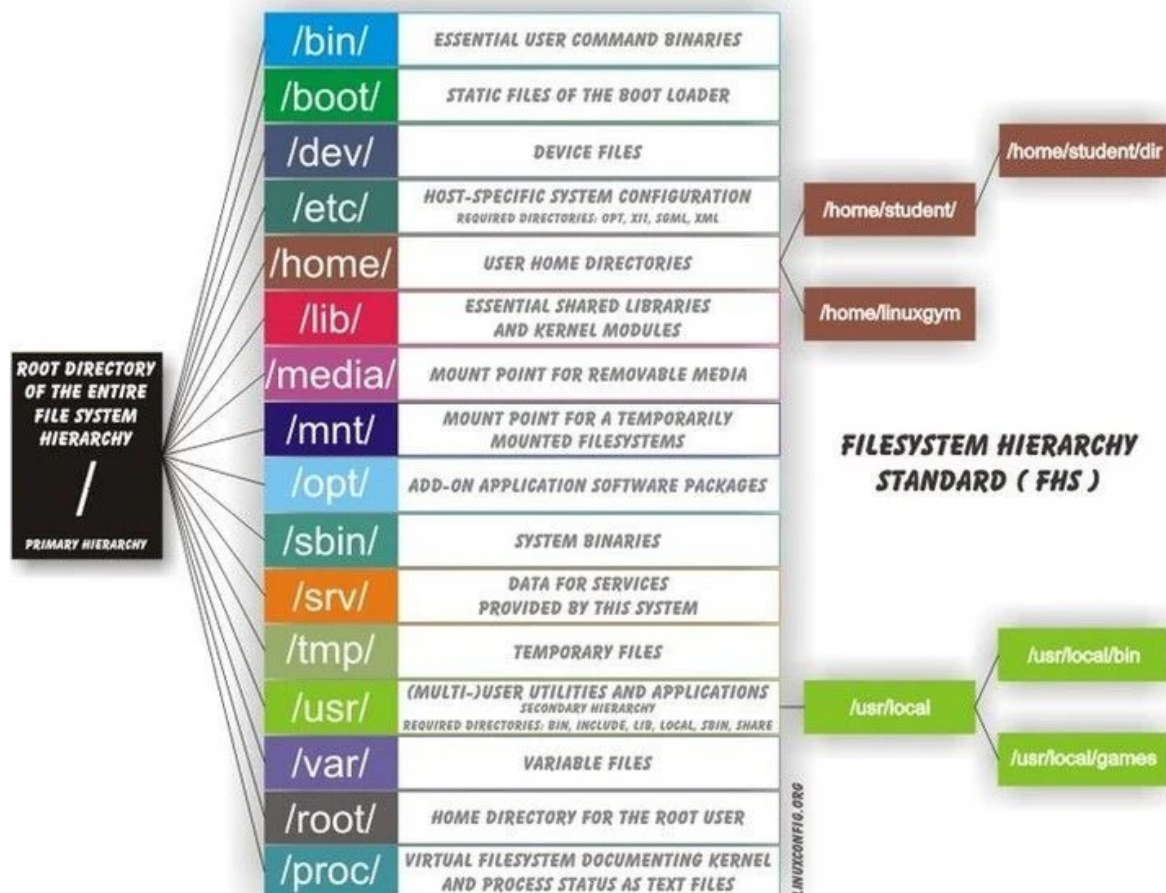 ROOT DIRECTORY
OF THE ENTIRE
FILE SYSTEM
HIERARCHY
/
PRIMARY HIERARCHY
/bin/ ESSENTIAL USER COMMAND BINARIES
/boot/ STATIC FILES OF THE BOOT LOADER
/dev/ DEVICE FILES
/etc/ HOST-SPECIFIC SYSTEM CONFIGURATION
REQUIRED DIRECTORIES: OPT, X11, SGML, XML
/home/ USER HOME DIRECTORIES
/lib/ ESSENTIAL SHARED LIBRARIES
AND KERNEL MODULES
/media/ MOUNT POINT FOR REMOVABLE MEDIA
/mnt/ MOUNT POINT FOR A TEMPORARILY
MOUNTED FILESYSTEMS
/opt/ ADD-ON APPLICATION SOFTWARE PACKAGES
/sbin/ SYSTEM BINARIES
/srv/ DATA FOR SERVICES
PROVIDED BY THIS SYSTEM
/tmp/ TEMPORARY FILES
/usr/ (MULTI-)USER UTILITIES AND APPLICATIONS
SECONDARY HIERARCHY
REQUIRED DIRECTORIES: BIN, INCLUDE, LIB, LOCAL, SBIN, SHARE
/var/ VARIABLE FILES
/root/ HOME DIRECTORY FOR THE ROOT USER
/proc/ VIRTUAL FILESYSTEM DOCUMENTING KERNEL
AND PROCESS STATUS AS TEXT FILES
/home/student/
/home/student/dir
/home/linuxgym
FILESYSTEM HIERARCHY
STANDARD ( FHS )
/usr/local
/usr/local/bin
/usr/local/games
INUXCONFIG.ORG